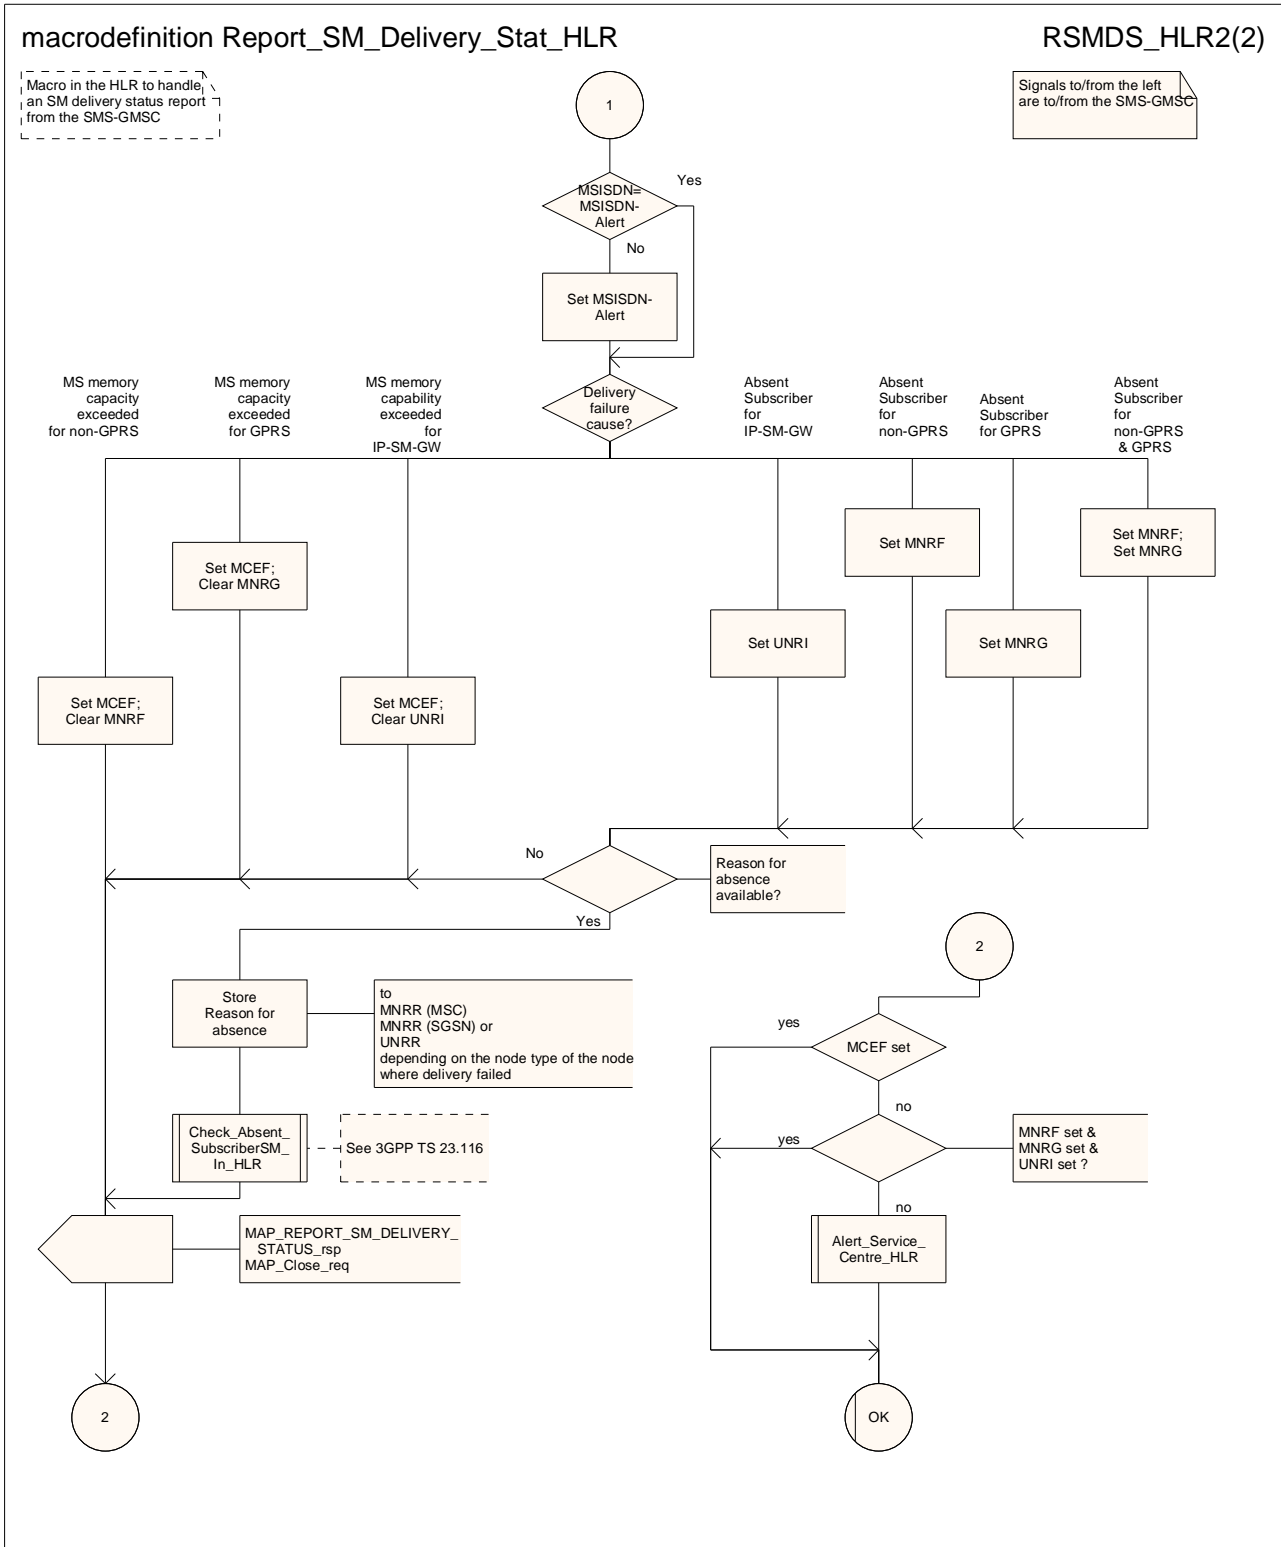 macrodefinition Report_SM_Delivery_Stat_HLR
RSMDS_HLR2(2)
Macro in the HLR to handle
an SM delivery status report
from the SMS-GMSC
Signals to/from the left
are to/from the SMS-GMSC
1
MSISDN=
MSISDN-
Alert
Yes
No
Set MSISDN-
Alert
Delivery
failure
cause?
MS memory
capacity
exceeded
for non-GPRS
MS memory
capacity
exceeded
for GPRS
MS memory
capability
exceeded
for
IP-SM-GW
Absent
Subscriber
for
IP-SM-GW
Absent
Subscriber
for
non-GPRS
Absent
Subscriber
for GPRS
Absent
Subscriber
for
non-GPRS
& GPRS
Set MNRF
Set MNRF;
Set MNRG
Set MCEF;
Clear MNRG
Set UNRI
Set MNRG
Set MCEF;
Clear MNRF
Set MCEF;
Clear UNRI
No
Reason for
absence
available?
Yes
Store
Reason for
absence
to
MNRR (MSC)
MNRR (SGSN) or
UNRR
depending on the node type of the node
where delivery failed
Check_Absent_
SubscriberSM_
In_HLR
See 3GPP TS 23.116
MAP_REPORT_SM_DELIVERY_
STATUS_rsp
MAP_Close_req
2
2
yes
MCEF set
no
yes
MNRF set &
MNRG set &
UNRI set ?
no
Alert_Service_
Centre_HLR
OK